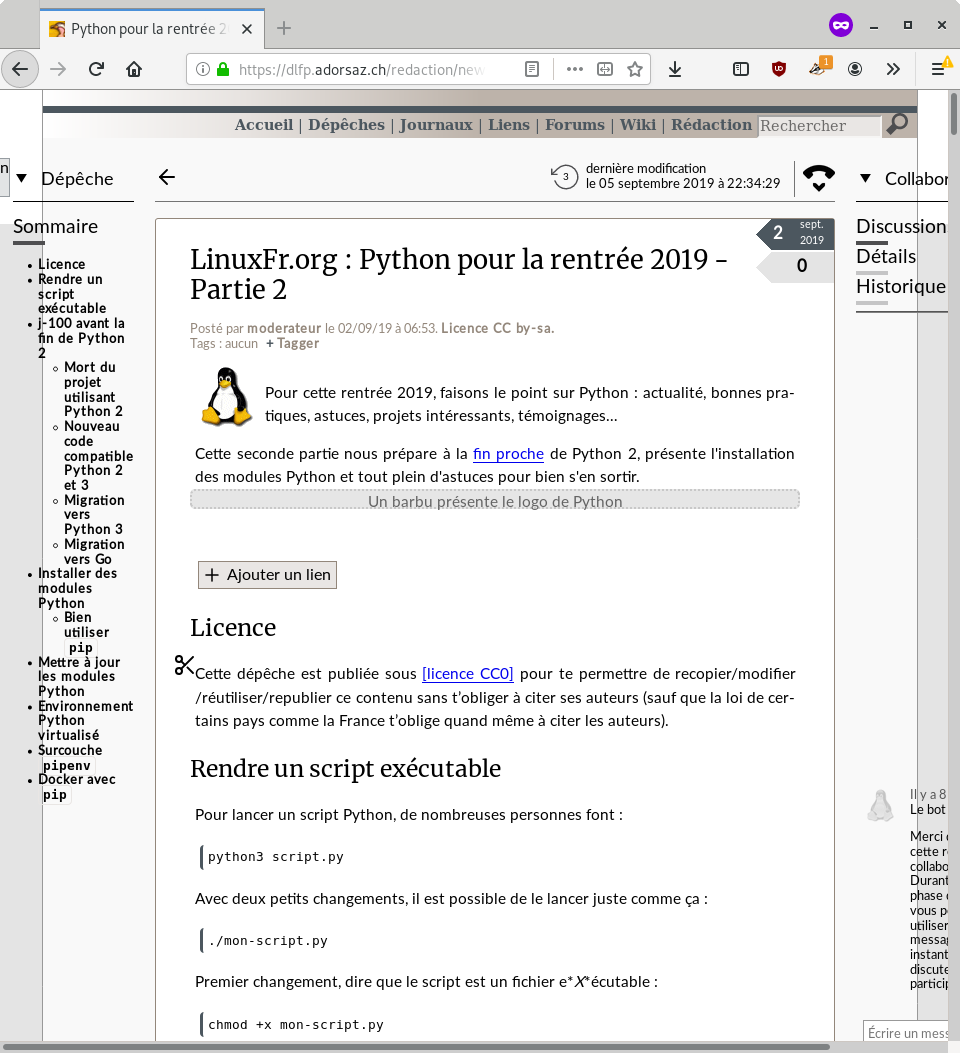 Python pour la rentrée 2
https://dlfp.adorsaz.ch/redaction/new
1
Accueil | Dépêches | Journaux | Liens | Forums | Wiki | Rédaction
Rechercher
n
Dépêche
3
dernière modification
le 05 septembre 2019 à 22:34:29
Collabor
Sommaire
Licence
Rendre un
script
exécutable
j-100 avant la
fin de Python
2
Mort du
projet
utilisant
Python 2
Nouveau
code
compatible
Python 2
et 3
Migration
vers
Python 3
Migration
vers Go
Installer des
modules
Python
Bien
utiliser
pip
Mettre à jour
les modules
Python
Environnement
Python
virtualisé
Surcouche
pipenv
Docker avec
pip
2
sept.
2019
0
LinuxFr.org : Python pour la rentrée 2019 -
Partie 2
Posté par moderateur le 02/09/19 à 06:53. Licence CC by-sa.
Tags : aucun + Tagger
Pour cette rentrée 2019, faisons le point sur Python : actualité, bonnes pra-
tiques, astuces, projets intéressants, témoignages…
Cette seconde partie nous prépare à la fin proche de Python 2, présente l'installation
des modules Python et tout plein d'astuces pour bien s'en sortir.
Un barbu présente le logo de Python
+ Ajouter un lien
Licence
Cette dépêche est publiée sous [licence CC0] pour te permettre de recopier/modifier
/réutiliser/republier ce contenu sans t’obliger à citer ses auteurs (sauf que la loi de cer-
tains pays comme la France t’oblige quand même à citer les auteurs).
Rendre un script exécutable
Pour lancer un script Python, de nombreuses personnes font :
python3 script.py
Avec deux petits changements, il est possible de le lancer juste comme ça :
./mon-script.py
Premier changement, dire que le script est un fichier e*X*écutable :
chmod +x mon-script.py
Discussion
Détails
Historique
Il y a 8
Le bot
Merci d
cette re
collabo
Durant
phase d
vous po
utiliser
messag
instant
discute
particip
Écrire un mess